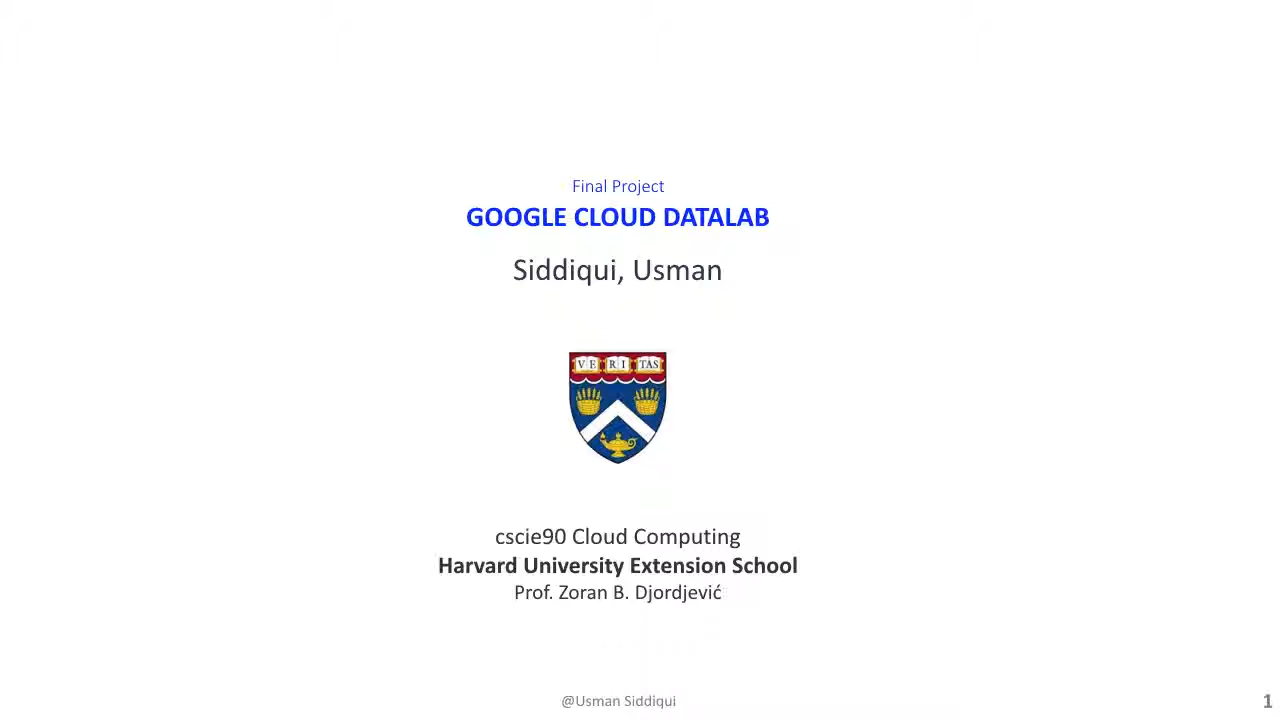 Final Project
GOOGLE CLOUD DATALAB
Siddiqui, Usman
VE RI TAS
cscie90 Cloud Computing
Harvard University Extension School
Prof. Zoran B. Djordjević
@Usman Siddiqui
1